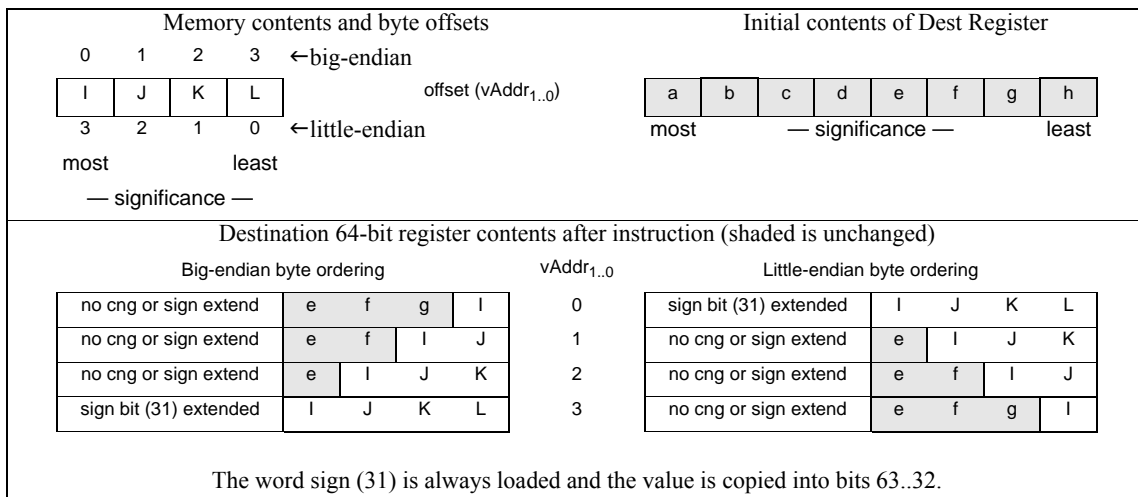 Memory contents and byte offsets
Initial contents of Dest Register
0 1 2 3 ←big-endian
I J K L
offset (vAddr1..0)
a b c d e f g h
3 2 1 0 ←little-endian
most — significance — least
most least
— significance —
Destination 64-bit register contents after instruction (shaded is unchanged)
Big-endian byte ordering vAddr1..0 Little-endian byte ordering
no cng or sign extend e f g I 0 sign bit (31) extended I J K L
no cng or sign extend e f I J 1 no cng or sign extend e I J K
no cng or sign extend e I J K 2 no cng or sign extend e f I J
sign bit (31) extended I J K L 3 no cng or sign extend e f g I
The word sign (31) is always loaded and the value is copied into bits 63..32.